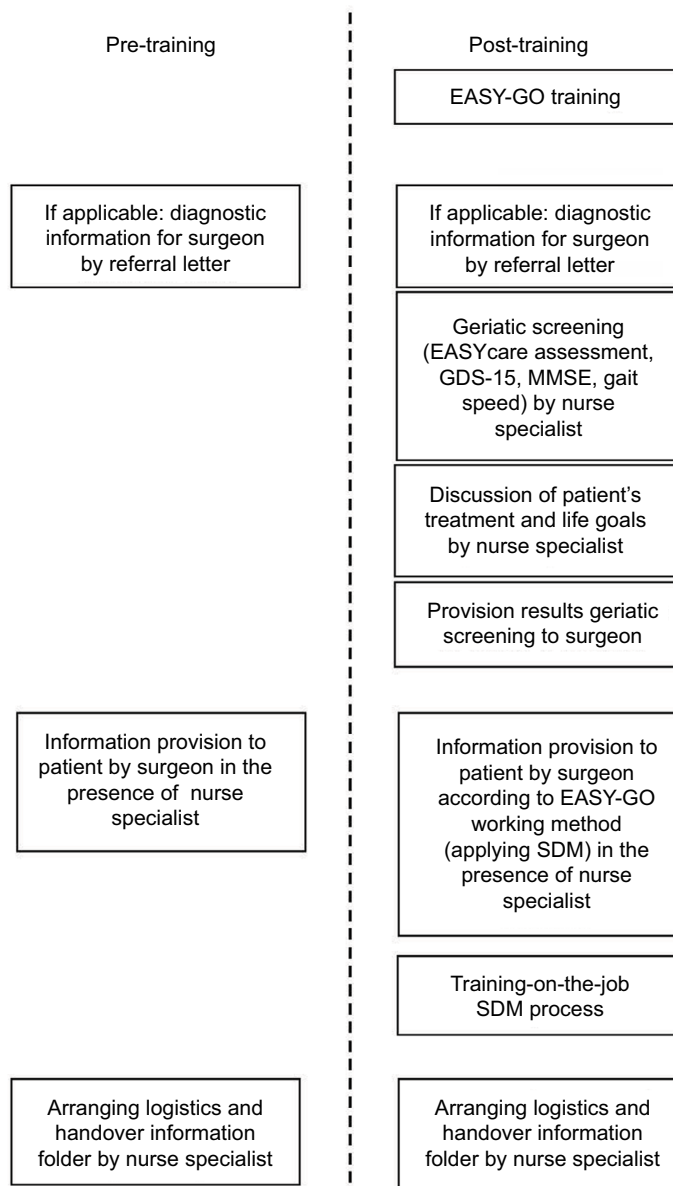 Pre-training
If applicable: diagnostic
information for surgeon
by referral letter
Information provision to
patient by surgeon in the
presence of nurse
specialist
Arranging logistics and
handover information
folder by nurse specialist
Post-training
EASY-GO training
If applicable: diagnostic
information for surgeon
by referral letter
Geriatic screening
(EASYcare assessment,
GDS-15, MMSE, gait
speed) by nurse
specialist
Discussion of patient's
treatment and life goals
by nurse specialist
Provision results geriatic
screening to surgeon
Information provision to
patient by surgeon
according to EASY-GO
working method
(applying SDM) in the
presence of nurse
specialist
Training-on-the-job
SDM process
Arranging logistics and
handover information
folder by nurse specialist